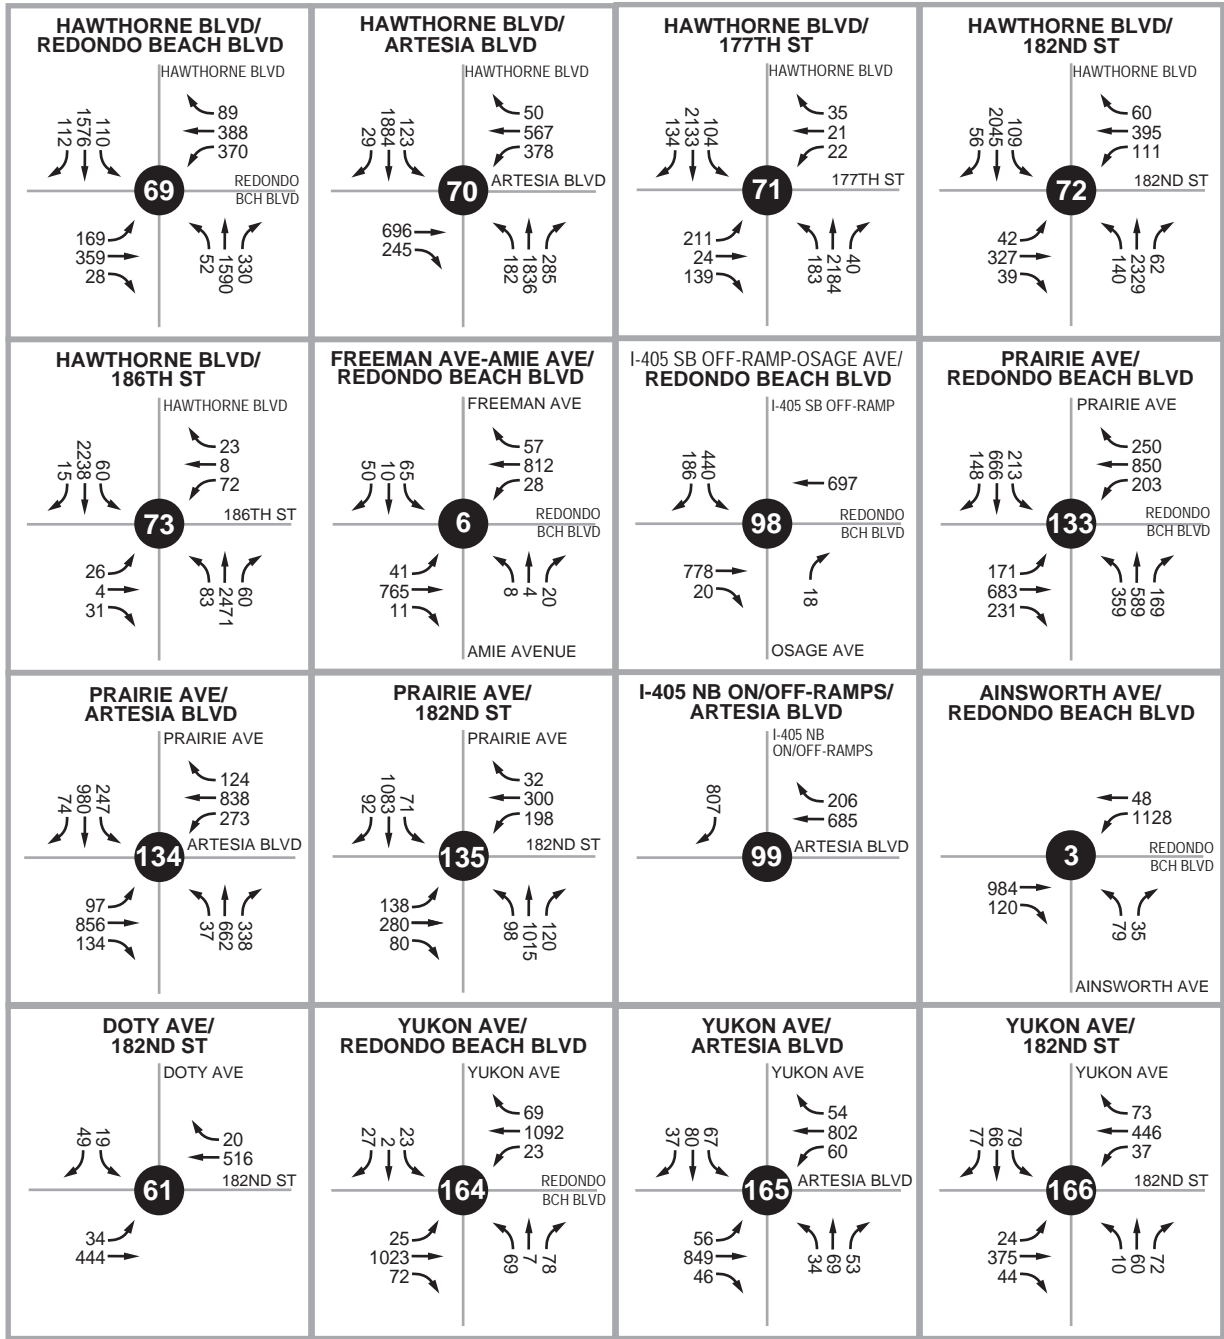 HAWTHORNE BLVD/
REDONDO BEACH BLVD
HAWTHORNE BLVD
112
1576
110
89
388
370
69
REDONDO
BCH BLVD
169
359
28
52
1590
330
HAWTHORNE BLVD/
ARTESIA BLVD
HAWTHORNE BLVD
29
1884
123
50
567
378
70
ARTESIA BLVD
696
245
182
1836
285
HAWTHORNE BLVD/
177TH ST
HAWTHORNE BLVD
134
2133
104
35
21
22
71
177TH ST
211
24
139
183
2184
40
HAWTHORNE BLVD/
182ND ST
HAWTHORNE BLVD
56
2045
109
60
395
111
72
182ND ST
42
327
39
140
2329
62
HAWTHORNE BLVD/
186TH ST
HAWTHORNE BLVD
15
2238
60
23
8
72
73
186TH ST
26
4
31
83
2471
60
FREEMAN AVE-AMIE AVE/
REDONDO BEACH BLVD
FREEMAN AVE
50
10
65
57
812
28
6
REDONDO
BCH BLVD
41
765
11
8
4
20
AMIE AVENUE
I-405 SB OFF-RAMP-OSAGE AVE/
REDONDO BEACH BLVD
I-405 SB OFF-RAMP
186
440
697
98
REDONDO
BCH BLVD
778
20
18
OSAGE AVE
PRAIRIE AVE/
REDONDO BEACH BLVD
PRAIRIE AVE
148
666
213
250
850
203
133
REDONDO
BCH BLVD
171
683
231
359
589
169
PRAIRIE AVE/
ARTESIA BLVD
PRAIRIE AVE
74
980
247
124
838
273
134
ARTESIA BLVD
97
856
134
37
662
338
PRAIRIE AVE/
182ND ST
PRAIRIE AVE
92
1083
71
32
300
198
135
182ND ST
138
280
80
98
1015
120
I-405 NB ON/OFF-RAMPS/
ARTESIA BLVD
I-405 NB
ON/OFF-RAMPS
807
206
685
99
ARTESIA BLVD
AINSWORTH AVE/
REDONDO BEACH BLVD
48
1128
3
REDONDO
BCH BLVD
984
120
79
35
AINSWORTH AVE
DOTY AVE/
182ND ST
DOTY AVE
49
19
20
516
61
182ND ST
34
444
YUKON AVE/
REDONDO BEACH BLVD
YUKON AVE
27
2
23
69
1092
23
164
REDONDO
BCH BLVD
25
1023
72
69
7
78
YUKON AVE/
ARTESIA BLVD
YUKON AVE
37
80
67
54
802
60
165
ARTESIA BLVD
56
849
46
34
69
53
YUKON AVE/
182ND ST
YUKON AVE
77
66
79
73
446
37
166
182ND ST
24
375
44
10
60
72